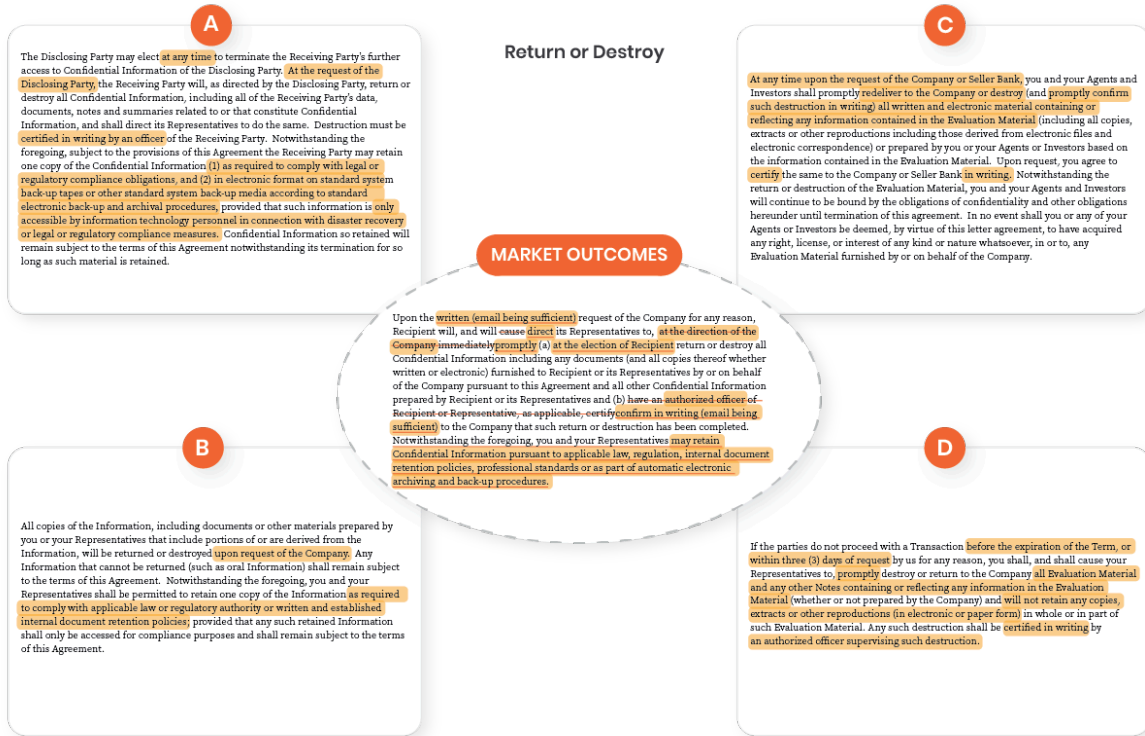 A
The Disclosing Party may elect at any time to terminate the Receiving Party's further
access to Confidential Information of the Disclosing Party. At the request of the
Disclosing Party, the Receiving Party will, as directed by the Disclosing Party, return or
destroy all Confidential Information, including all of the Receiving Party's data,
documents, notes and summaries related to or that constitute Confidential
Information, and shall direct its Representatives to do the same. Destruction must be
certified in writing by an officer of the Receiving Party. Notwithstanding the
foregoing, subject to the provisions of this Agreement the Receiving Party may retain
one copy of the Confidential Information (1) as required to comply with legal or
regulatory compliance obligations, and (2) in electronic format on standard system
back-up tapes or other standard system back-up media according to standard
electronic back-up and archival procedures, provided that such information is only
accessible by information technology personnel in connection with disaster recovery
or legal or regulatory compliance measures. Confidential Information so retained will
remain subject to the terms of this Agreement notwithstanding its termination for so
long as such material is retained.
Return or Destroy
C
At any time upon the request of the Company or Seller Bank, you and your Agents and
Investors shall promptly redeliver to the Company or destroy (and promptly confirm
such destruction in writing) all written and electronic material containing or
reflecting any information contained in the Evaluation Material (including all copies,
extracts or other reproductions including those derived from electronic files and
electronic correspondence) or prepared by you or your Agents or Investors based on
the information contained in the Evaluation Material. Upon request, you agree to
certify the same to the Company or Seller Bank in writing. Notwithstanding the
return or destruction of the Evaluation Material, you and your Agents and Investors
will continue to be bound by the obligations of confidentiality and other obligations
hereunder until termination of this agreement. In no event shall you or any of your
Agents or Investors be deemed, by virtue of this letter agreement, to have acquired
any right, license, or interest of any kind or nature whatsoever, in or to, any
Evaluation Material furnished by or on behalf of the Company.
MARKET OUTCOMES
Upon the written (email being sufficient) request of the Company for any reason,
Recipient will, and will cause direct its Representatives to, at the direction of the
Company immediatelypromptly (a) at the election of Recipient return or destroy all
Confidential Information including any documents (and all copies thereof whether
written or electronic) furnished to Recipient or its Representatives by or on behalf
of the Company pursuant to this Agreement and all other Confidential Information
prepared by Recipient or its Representatives and (b) have an authorized officer of
Recipient or Representative, as applicable, certifyconfirm in writing (email being
sufficient) to the Company that such return or destruction has been completed.
Notwithstanding the foregoing, you and your Representatives may retain
Confidential Information pursuant to applicable law, regulation, internal document
retention policies, professional standards or as part of automatic electronic
archiving and back-up procedures.
B
All copies of the Information, including documents or other materials prepared by
you or your Representatives that include portions of or are derived from the
Information, will be returned or destroyed upon request of the Company. Any
Information that cannot be returned (such as oral Information) shall remain subject
to the terms of this Agreement. Notwithstanding the foregoing, you and your
Representatives shall be permitted to retain one copy of the Information as required
to comply with applicable law or regulatory authority or written and established
internal document retention policies; provided that any such retained Information
shall only be accessed for compliance purposes and shall remain subject to the terms
of this Agreement.
D
If the parties do not proceed with a Transaction before the expiration of the Term, or
within three (3) days of request by us for any reason, you shall, and shall cause your
Representatives to, promptly destroy or return to the Company all Evaluation Material
and any other Notes containing or reflecting any information in the Evaluation
Material (whether or not prepared by the Company) and will not retain any copies,
extracts or other reproductions (in electronic or paper form) in whole or in part of
such Evaluation Material. Any such destruction shall be certified in writing by
an authorized officer supervising such destruction.